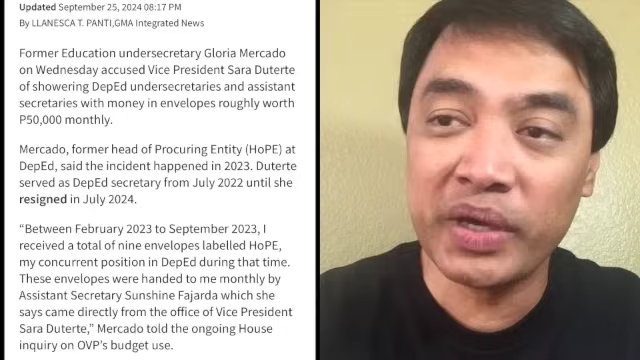 Updated September 25, 2024 08:17 PM
By LLANESCA T. PANTI,GMA Integrated News
Former Education undersecretary Gloria Mercado
on Wednesday accused Vice President Sara Duterte
of showering DepEd undersecretaries and assistant
secretaries with money in envelopes roughly worth
P50,000 monthly.
Mercado, former head of Procuring Entity (HoPE) at
DepEd, said the incident happened in 2023. Duterte
served as DepEd secretary from July 2022 until she
resigned in July 2024.
“Between February 2023 to September 2023, I
received a total of nine envelopes labelled HoPE,
my concurrent position in DepEd during that time.
These envelopes were handed to me monthly by
Assistant Secretary Sunshine Fajarda which she
says came directly from the office of Vice President
Sara Duterte,” Mercado told the ongoing House
inquiry on OVP’s budget use.